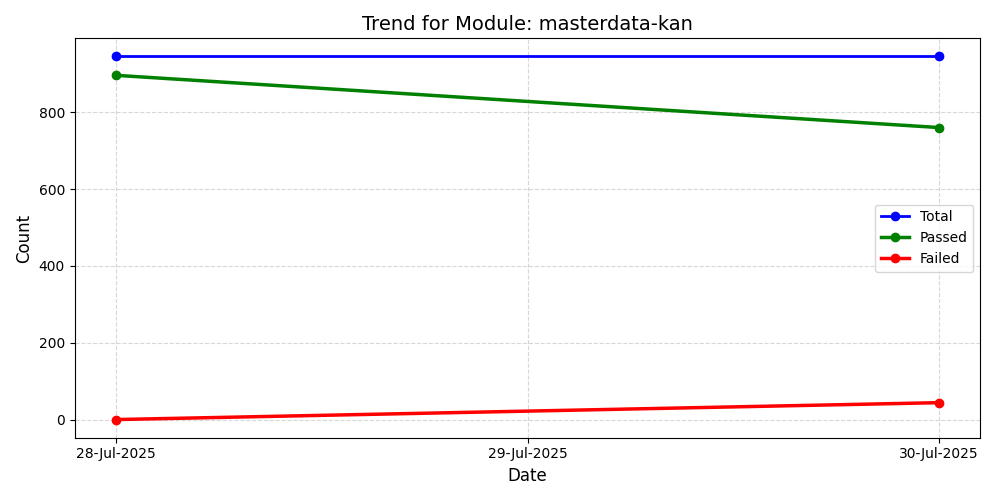 Trend for Module: masterdata-kan
Count
800
600
400
200
0
Total
Passed
Failed
28-Jul-2025
29-Jul-2025
30-Jul-2025
Date